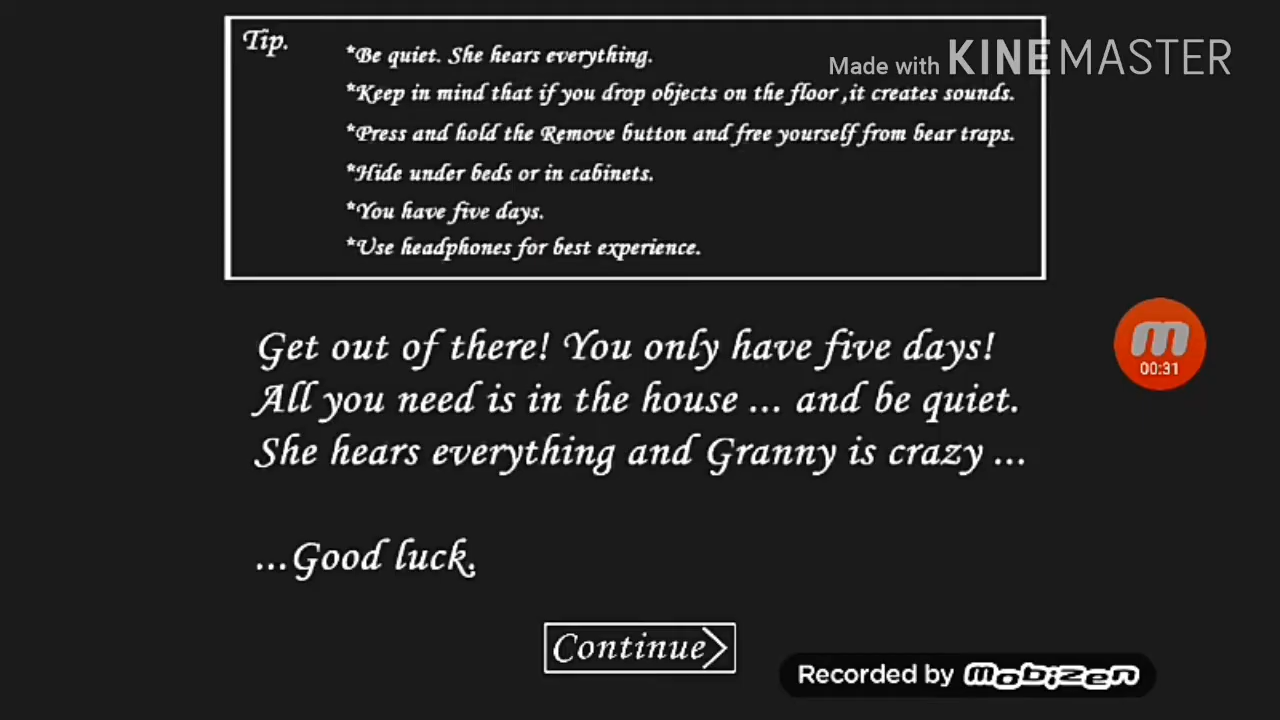 Tip.
*Be quiet. She hears everything.
Made with KINEMASTER
*Keep in mind that if you drop objects on the floor ,it creates sounds.
*Press and hold the Remove button and free yourself from bear traps.
*Hide under beds or in cabinets.
*You have five days.
*Use headphones for best experience.
Get out of there! You only have five days!
00:31
All you need is in the house ... and be quiet.
She hears everything and Granny is crazy ...
...Good luck.
Continue
Recorded by mobizen